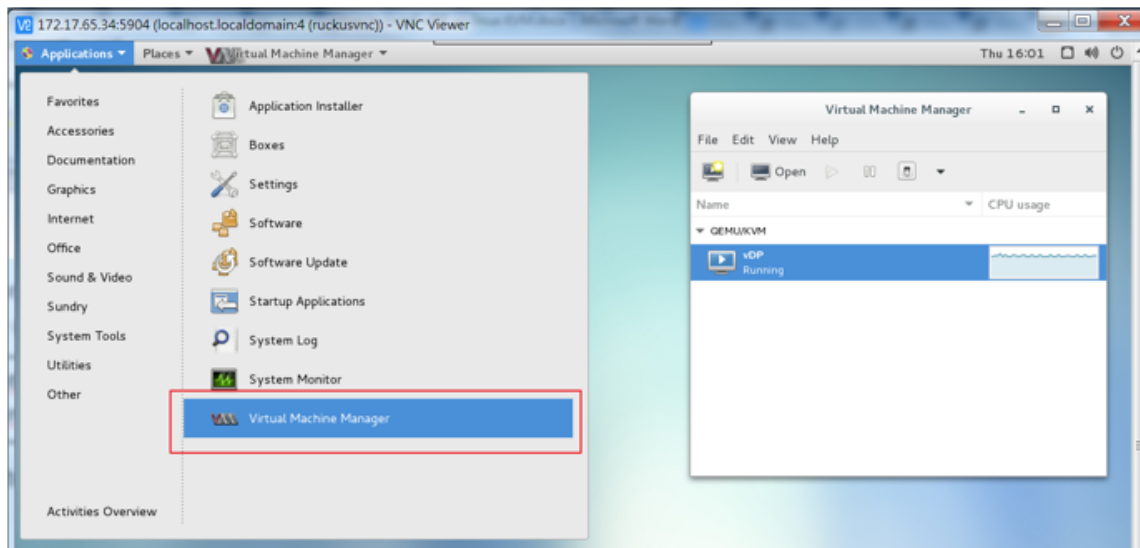 172.17.65.34:5904 (localhost.localdomain:4 (ruckusvnc)) - VNC Viewer
Applications Places Virtual Machine Manager Thu 16:01
Favorites
Accessories
Documentation
Graphics
Internet
Office
Sound & Video
Sundry
System Tools
Utilities
Other
Activities Overview
Application Installer
Boxes
Settings
Software
Software Update
Startup Applications
System Log
System Monitor
Virtual Machine Manager
Virtual Machine Manager
File Edit View Help
Open
Name CPU usage
QEMU/KVM
vDP
Running